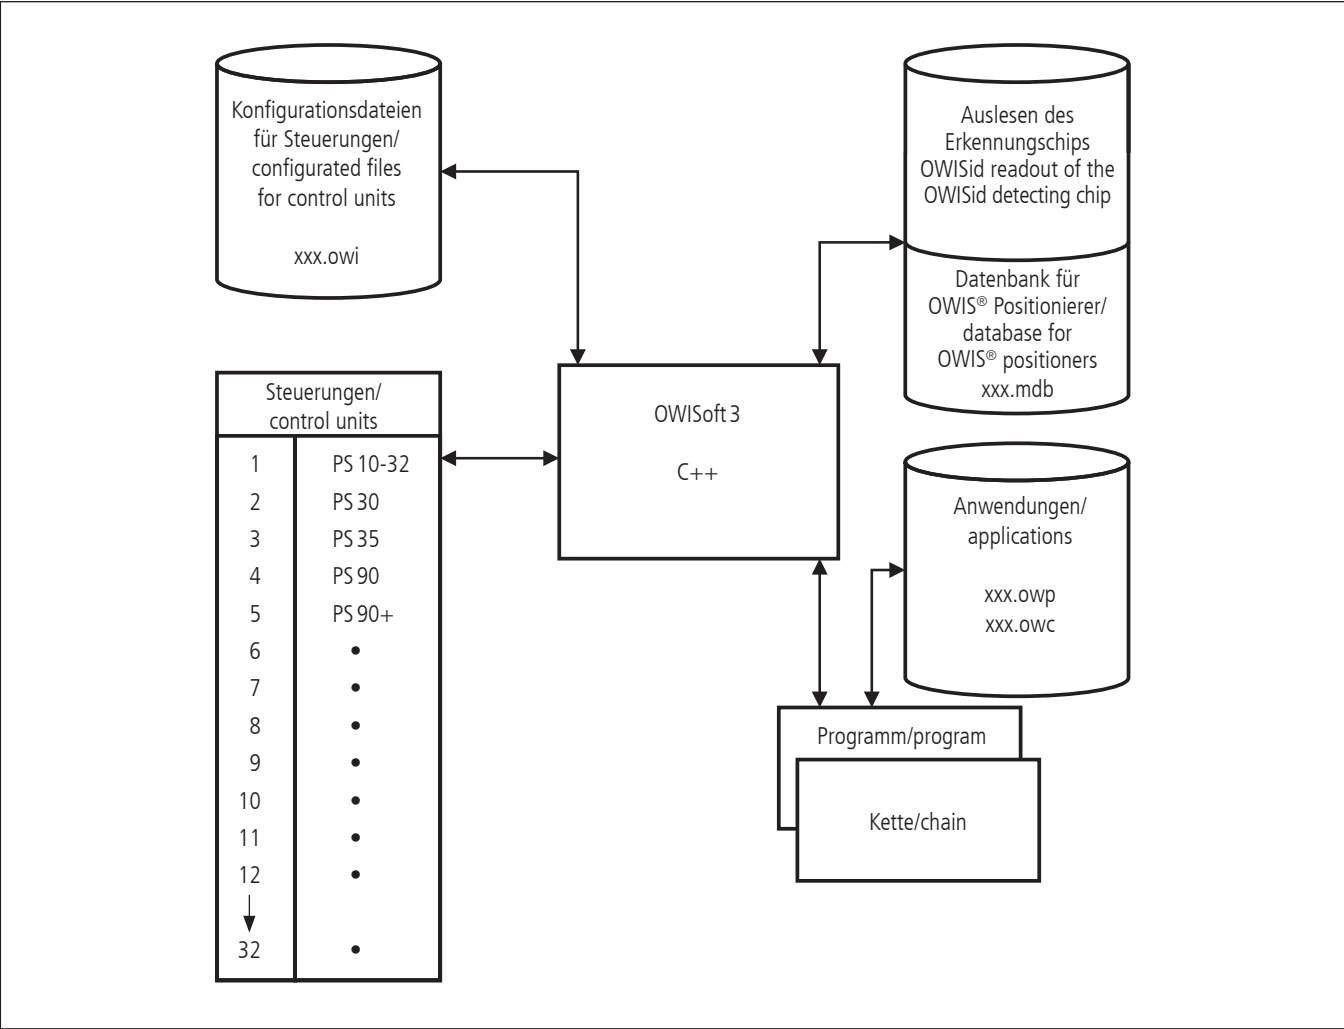 Konfigurationsdateien
für Steuerungen/
configurated files
for control units
xxx.owi
Auslesen des
Erkennungschips
OWISid readout of the
OWISid detecting chip
Datenbank für
OWIS® Positionierer/
database for
OWIS® positioners
xxx.mdb
Steuerungen/
control units
1 PS 10-32
2 PS 30
3 PS 35
4 PS 90
5 PS 90+
6 •
7 •
8 •
9 •
10 •
11 •
12 •
32 •
OWISoft 3
C++
Anwendungen/
applications
xxx.owp
xxx.owc
Programm/program
Kette/chain